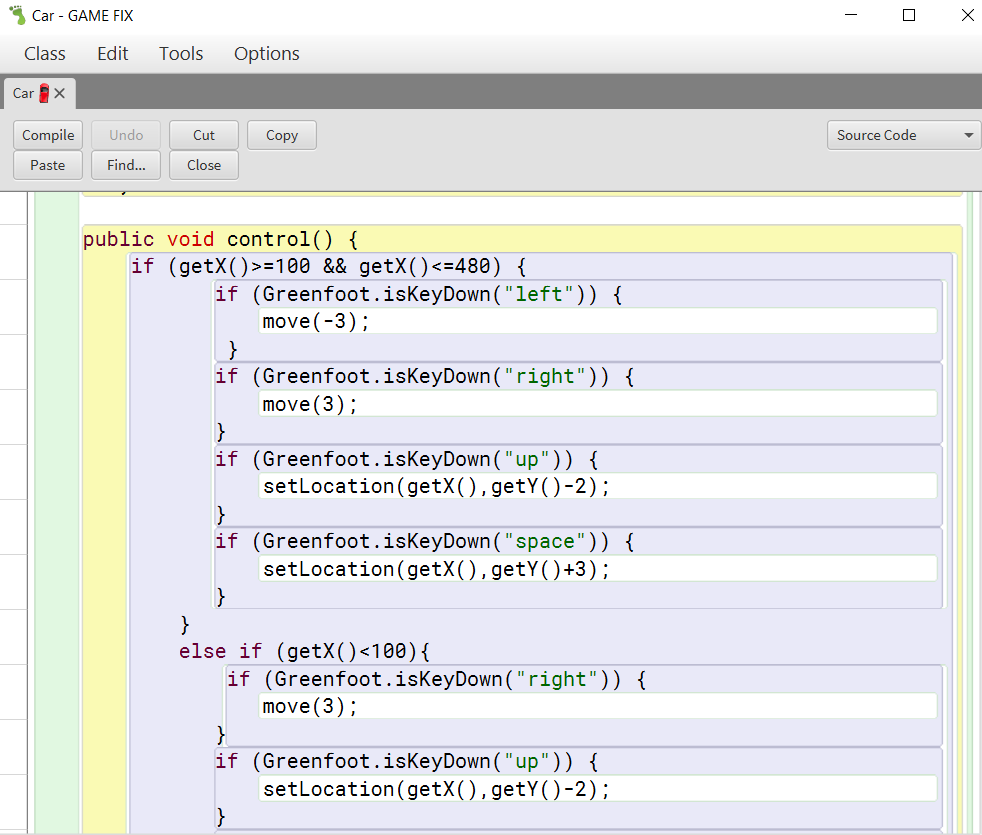 Car - GAME FIX
Class Edit Tools Options
Car
Compile Undo Cut Copy Source Code
Paste Find... Close
public void control() {
if (getX()>=100 && getX()<=480) {
if (Greenfoot.isKeyDown("left")) {
move(-3);
}
if (Greenfoot.isKeyDown("right")) {
move(3);
}
if (Greenfoot.isKeyDown("up")) {
setLocation(getX(),getY()-2);
}
if (Greenfoot.isKeyDown("space")) {
setLocation(getX(),getY()+3);
}
}
else if (getX()<100){
if (Greenfoot.isKeyDown("right")) {
move(3);
}
if (Greenfoot.isKeyDown("up")) {
setLocation(getX(),getY()-2);
}